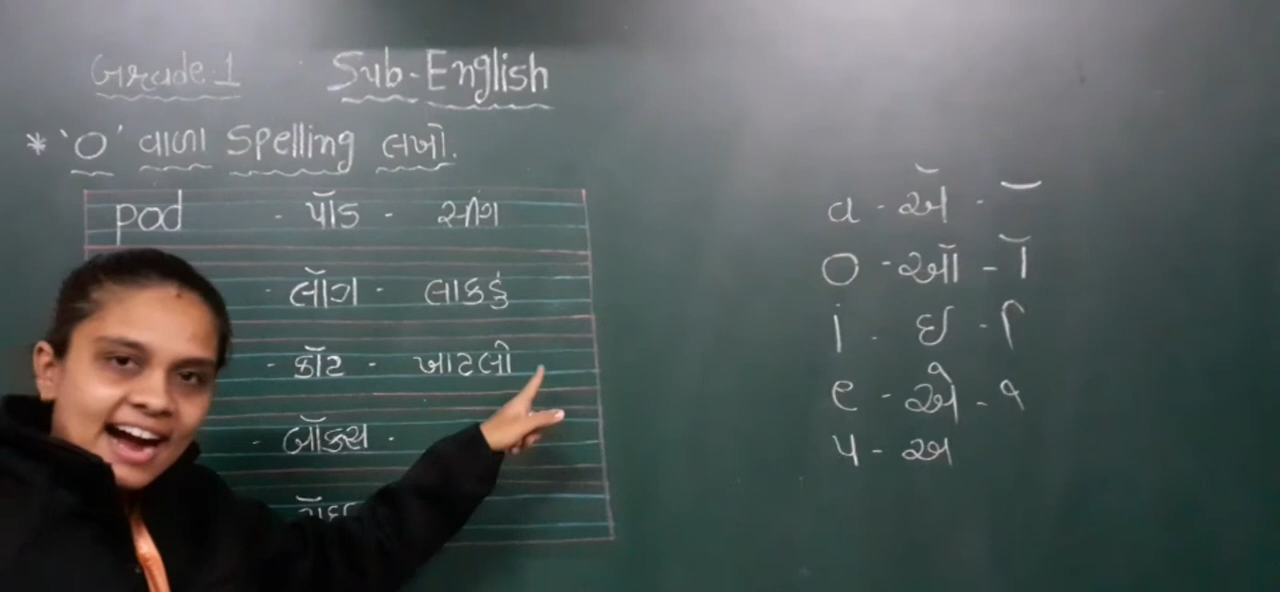 Grade:1 Sub-English
* 'O' વાળા Spelling લખો.
pod - પૉડ - સીંગ
- લૉગ - લાકડું
- કૉટ - ખાટલો
- બૉક્સ -
a - ઍ - ૅ
o - ઑ - ૉ
i - ઇ - િ
e - એ - ે
u - અ